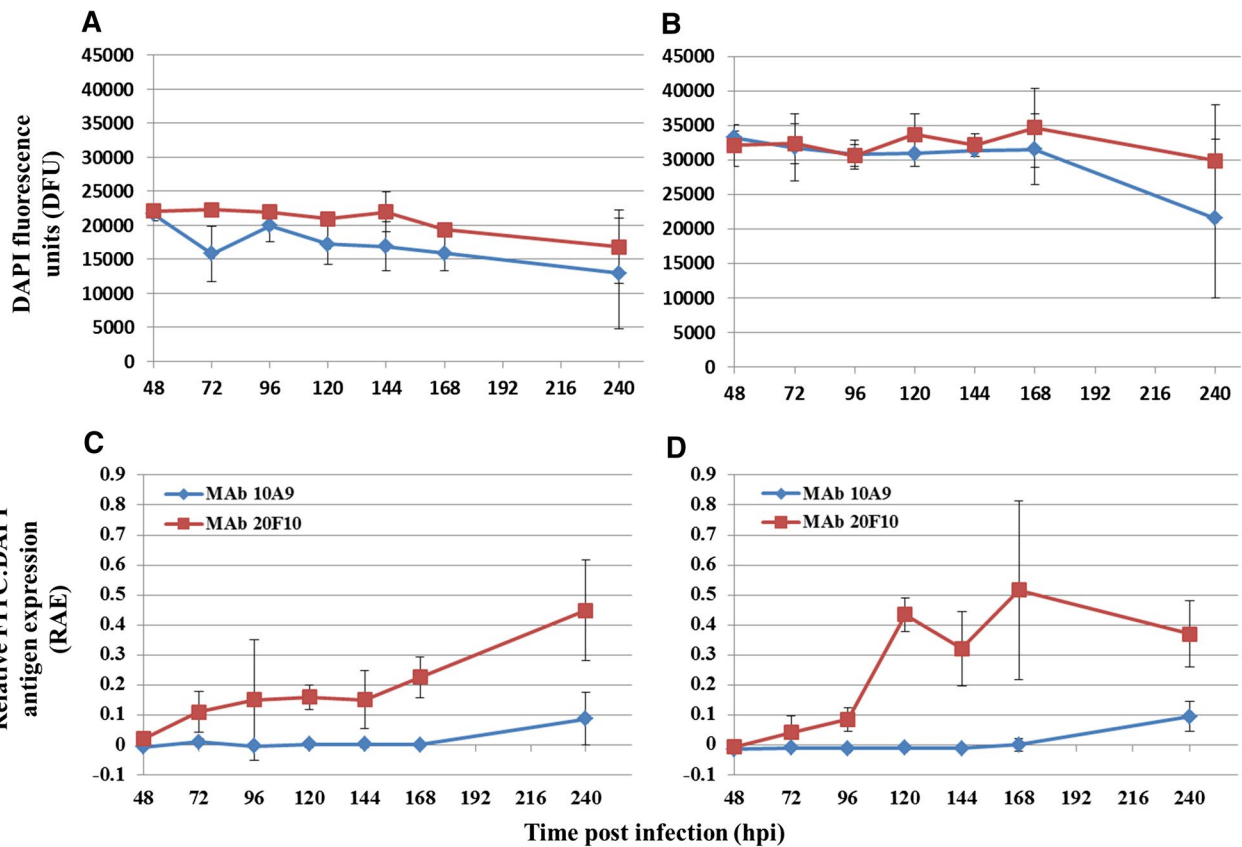 A
B
45000
40000
35000
30000
25000
20000
15000
10000
5000
0
48 72 96 120 144 168 192 216 240
45000
40000
35000
30000
25000
20000
15000
10000
5000
0
48 72 96 120 144 168 192 216 240
DAPI fluorescence
units (DFU)
C
D
0.9
0.8
0.7
0.6
0.5
0.4
0.3
0.2
0.1
0
-0.1
MAb 10A9
MAb 20F10
48 72 96 120 144 168 192 216 240
0.9
0.8
0.7
0.6
0.5
0.4
0.3
0.2
0.1
0
-0.1
MAb 10A9
MAb 20F10
48 72 96 120 144 168 192 216 240
antigen expression
(RAE)
Time post infection (hpi)